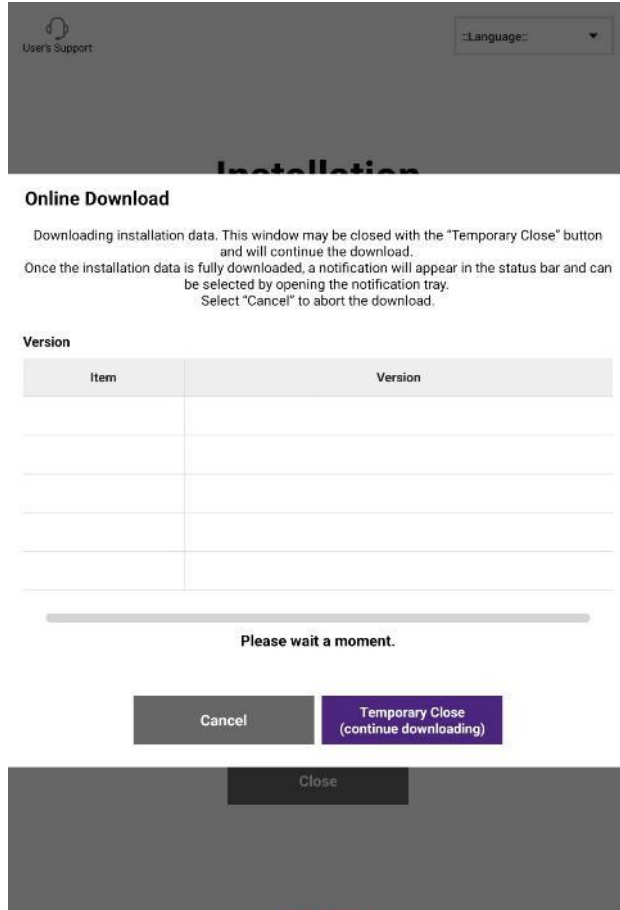 User's Support
::Language::
Installation
Online Download
Downloading installation data. This window may be closed with the "Temporary Close" button
and will continue the download.
Once the installation data is fully downloaded, a notification will appear in the status bar and can
be selected by opening the notification tray.
Select "Cancel" to abort the download.
Version
Item Version
Please wait a moment.
Cancel
Temporary Close
(continue downloading)
Close